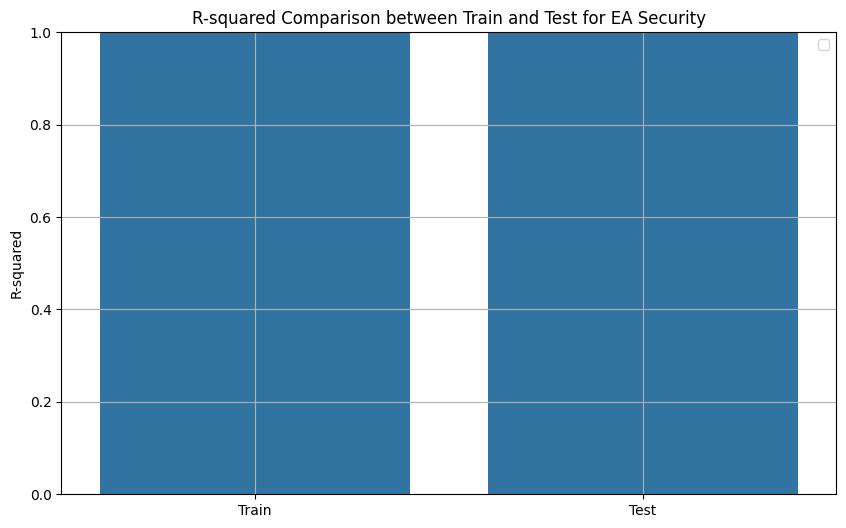 R-squared Comparison between Train and Test for EA Security
1.0
0.8
0.6
0.4
0.2
0.0
R-squared
Train
Test